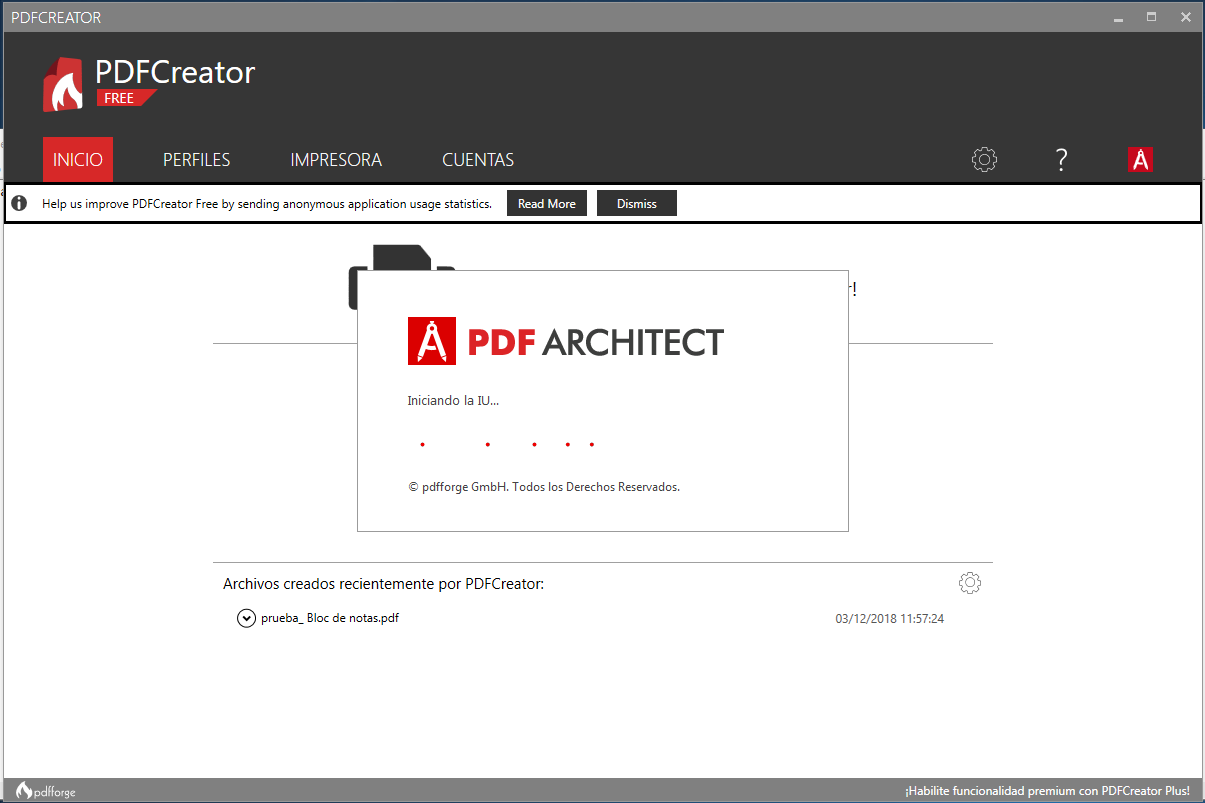 PDFCREATOR
PDFCreator
FREE
INICIO PERFILES IMPRESORA CUENTAS ?
Help us improve PDFCreator Free by sending anonymous application usage statistics. Read More Dismiss
r!
PDF ARCHITECT
Iniciando la IU...
© pdfforge GmbH. Todos los Derechos Reservados.
Archivos creados recientemente por PDFCreator:
prueba_ Bloc de notas.pdf 03/12/2018 11:57:24
pdfforge ¡Habilite funcionalidad premium con PDFCreator Plus!